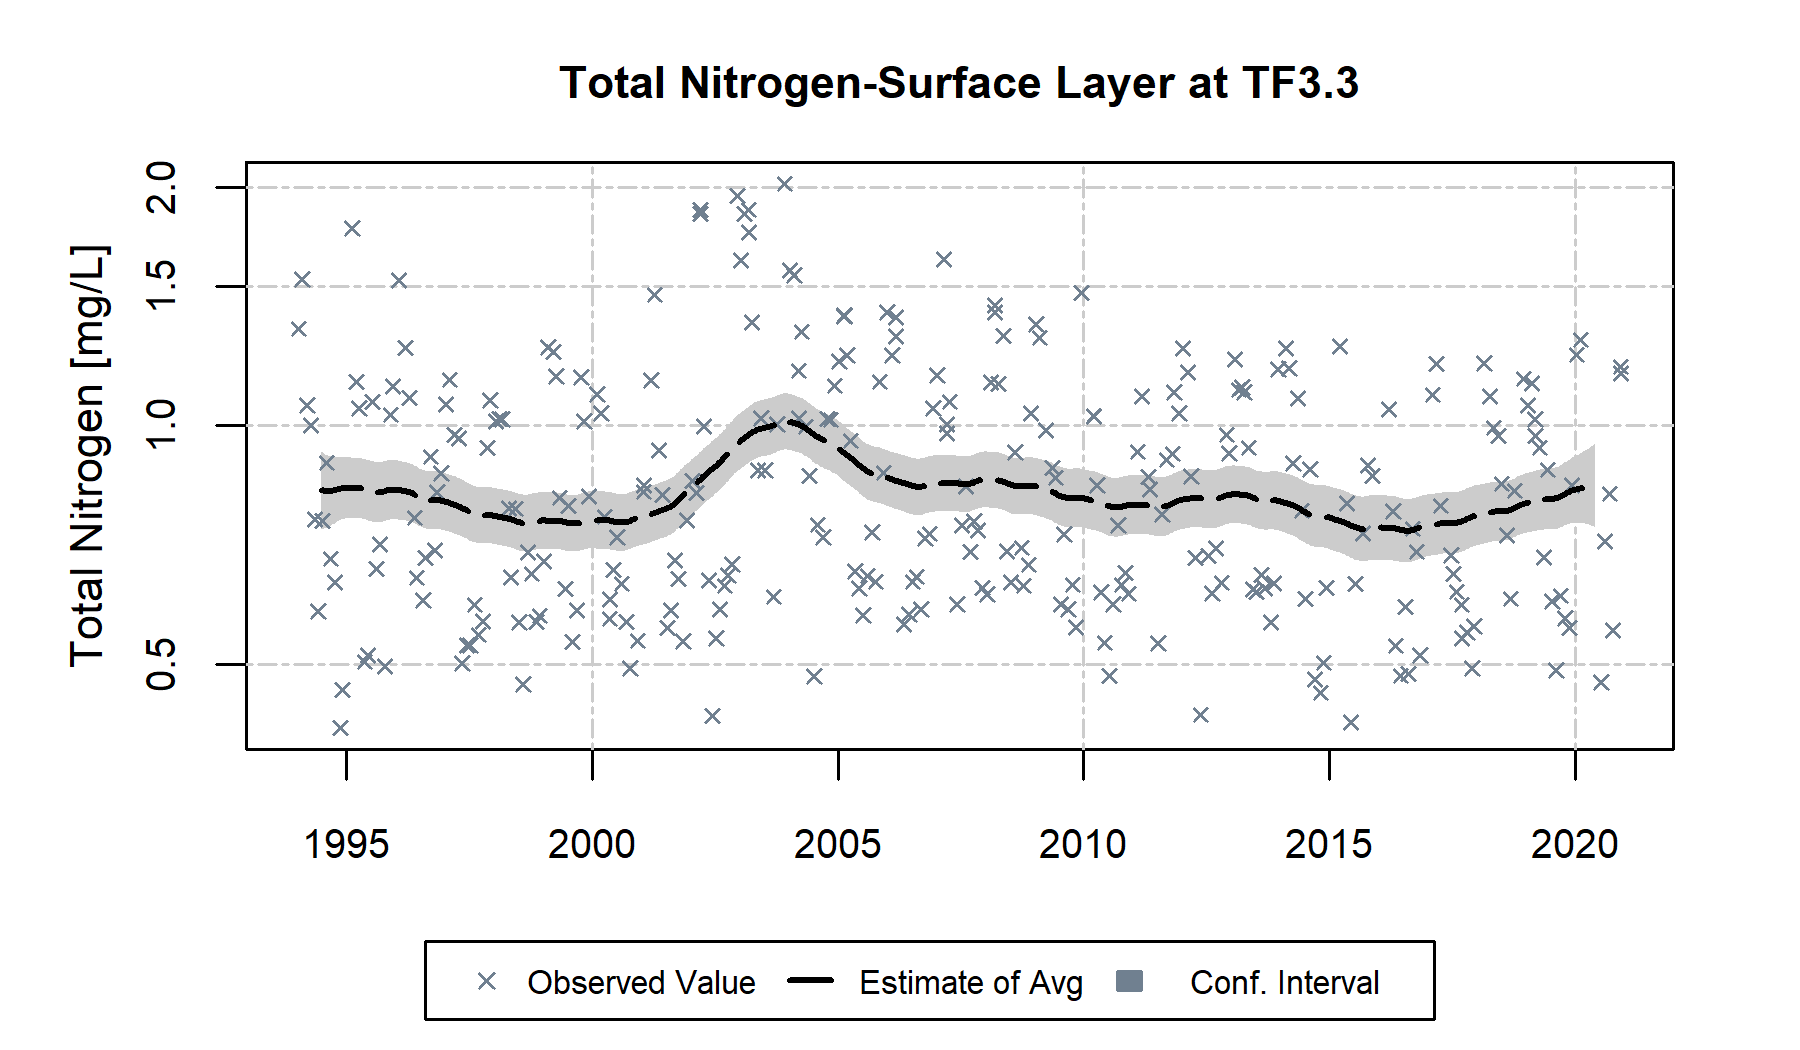 Total Nitrogen-Surface Layer at TF3.3
Total Nitrogen [mg/L]
2.0
1.5
1.0
0.5
1995 2000 2005 2010 2015 2020
Observed Value Estimate of Avg Conf. Interval